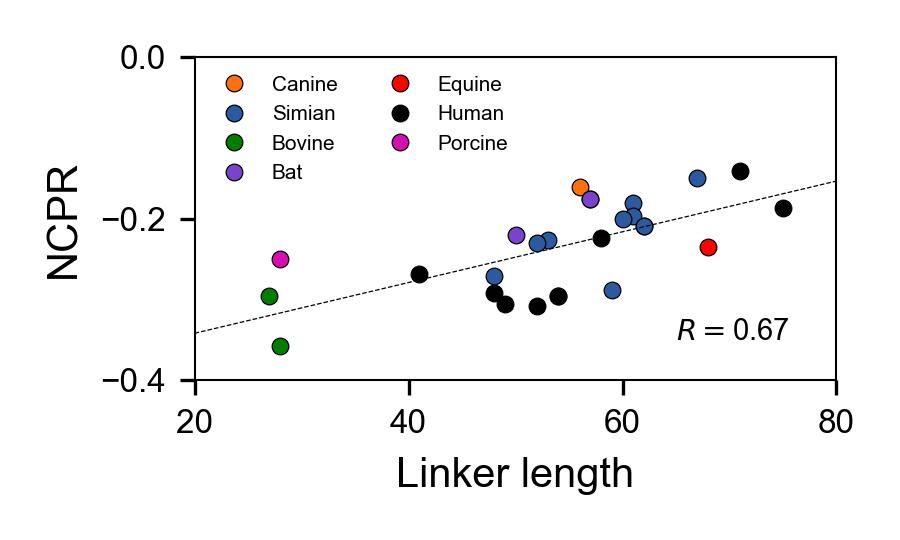 0.0
−0.2
−0.4
NCPR
Canine
Simian
Bovine
Bat
Equine
Human
Porcine
R = 0.67
20 40 60 80
Linker length